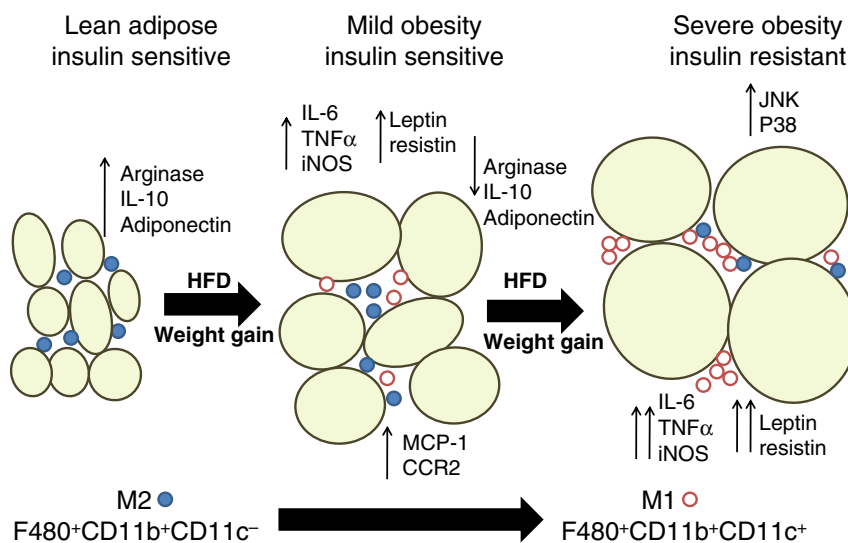 Lean adipose
insulin sensitive
Mild obesity
insulin sensitive
Severe obesity
insulin resistant
Arginase
IL-10
Adiponectin
IL-6
TNFα
iNOS
Leptin
resistin
Arginase
IL-10
Adiponectin
JNK
P38
HFD
Weight gain
HFD
Weight gain
MCP-1
CCR2
IL-6
TNFα
iNOS
Leptin
resistin
M2
F480⁺CD11b⁺CD11c⁻
M1
F480⁺CD11b⁺CD11c⁺